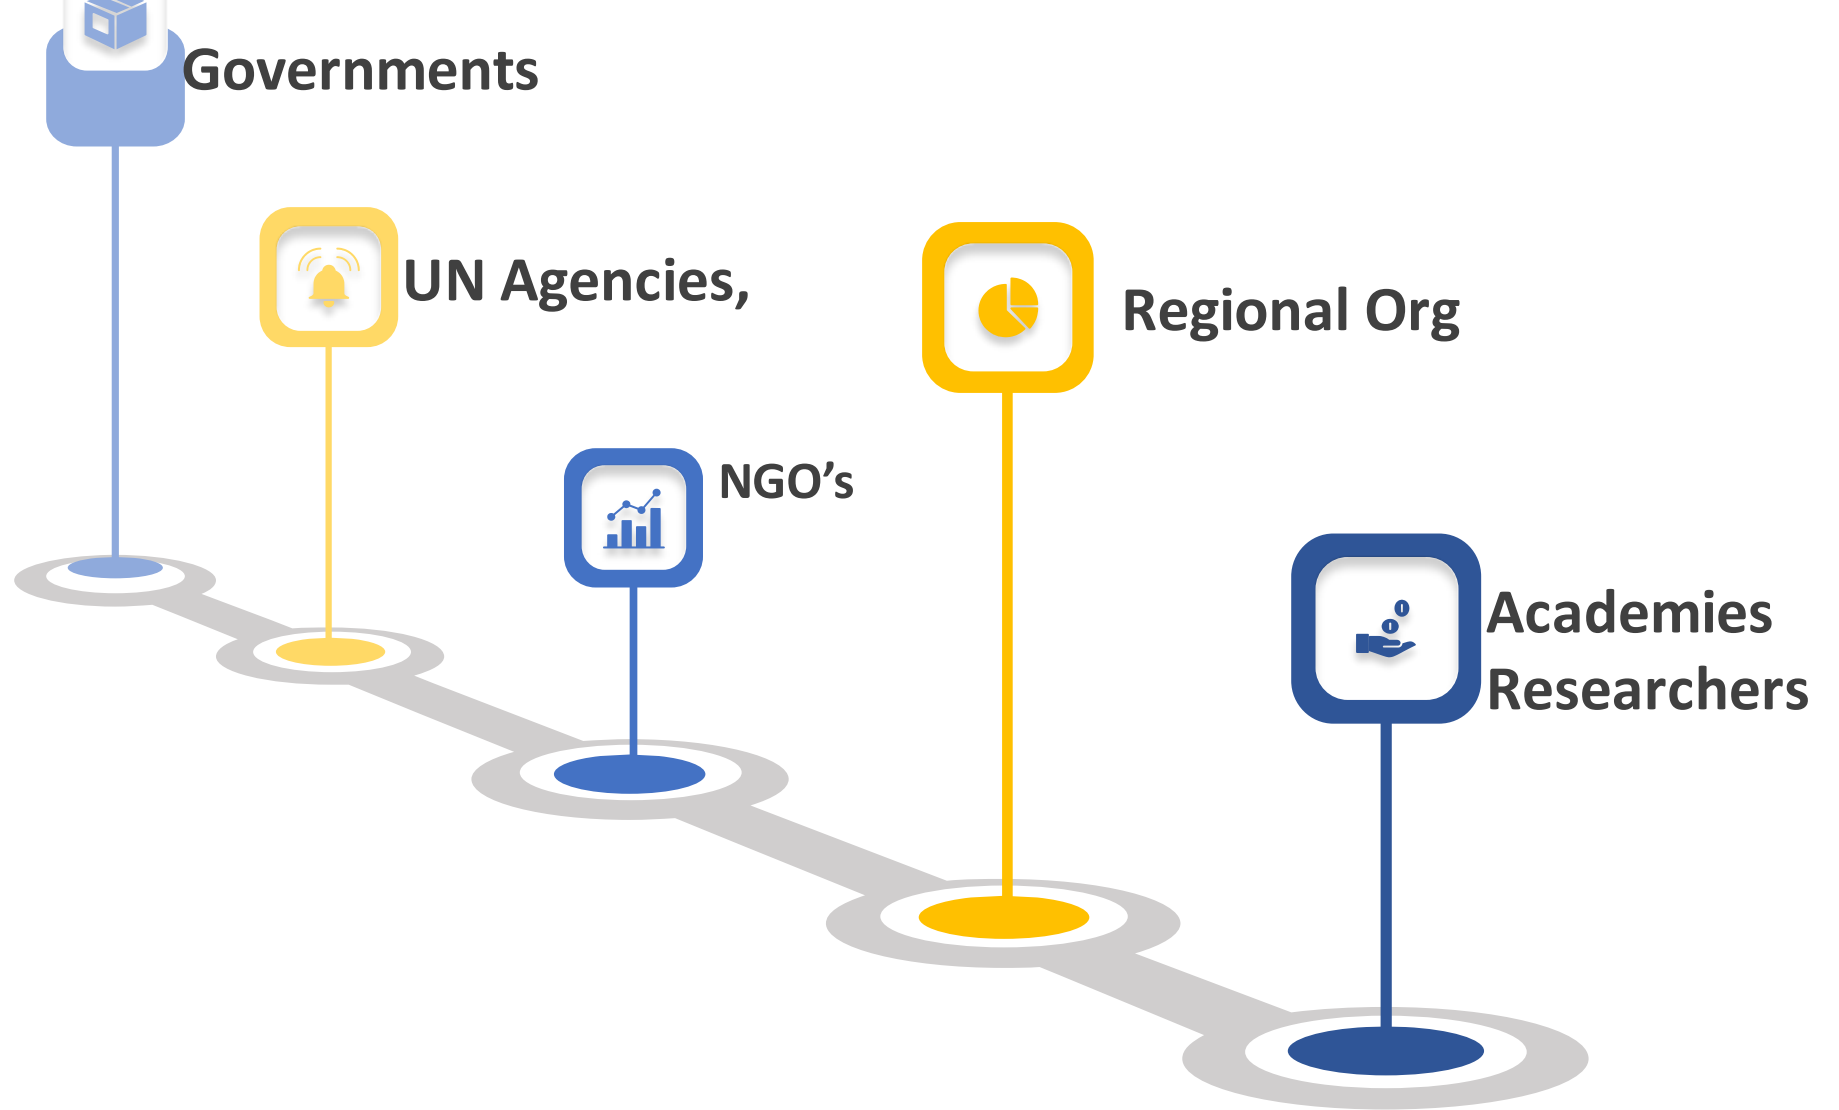 Governments
UN Agencies,
Regional Org
NGO’s
Academies
Researchers